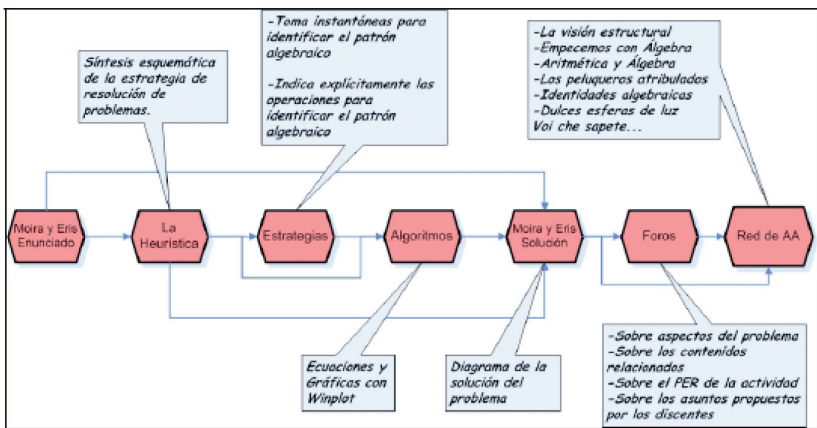 -Toma instantáneas para
identificar el patrón
algebraico
-Indica explícitamente las
operaciones para
identificar el patrón
algebraico
-La visión estructural
-Empecemos con Álgebra
-Aritmética y Álgebra
-Los peluqueros atribulados
-Identidades algebraicas
-Dulces esferas de luz
Voi che sapete...
Síntesis esquemática
de la estrategia de
resolución de
problemas.
Moira y Eris
Enunciado
La
Heurística
Estrategias
Algoritmos
Moira y Eris
Solución
Foros
Red de AA
Ecuaciones y
Gráficas con
Winplot
Diagrama de la
solución del
problema
-Sobre aspectos del problema
-Sobre los contenidos
relacionados
-Sobre el PER de la actividad
-Sobre los asuntos propuestos
por los discentes